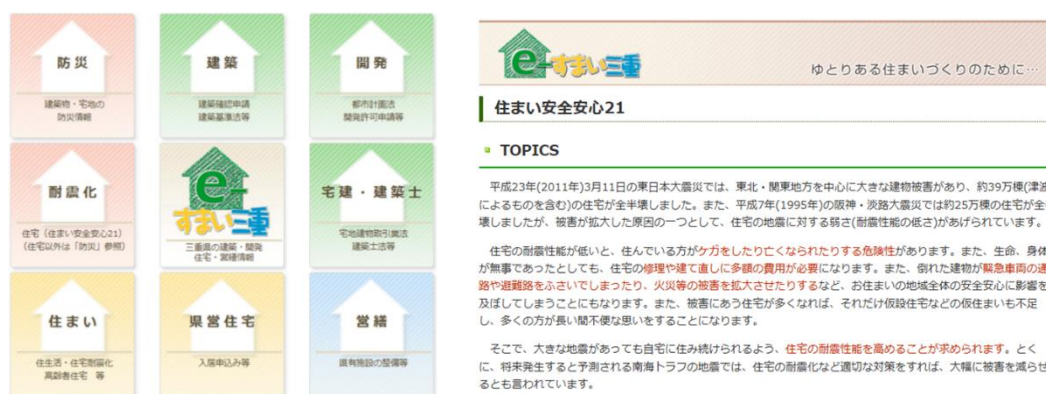 防災
建築物・宅地の
防災情報
建築
建築確認申請
建築基準法等
開発
都市計画法
開発許可申請等
耐震化
住宅（住まい安全安心21）
（住宅以外は「防災」参照）
e-
すまい三重
三重県の建築・開発
住宅・営繕情報
宅建・建築士
宅地建物取引業法
建築士法等
住まい
住生活・住宅耐震化
高齢者住宅　等
県営住宅
入居申込み等
営繕
県有施設の整備等
e-すまい三重
ゆとりある住まいづくりのために…
住まい安全安心21
TOPICS
平成23年(2011年)3月11日の東日本大震災では、東北・関東地方を中心に大きな建物被害があり、約39万棟(津波
によるものを含む)の住宅が全半壊しました。また、平成7年(1995年)の阪神・淡路大震災では約25万棟の住宅が全半
壊しましたが、被害が拡大した原因の一つとして、住宅の地震に対する弱さ(耐震性能の低さ)があげられています。
住宅の耐震性能が低いと、住んでいる方がケガをしたり亡くなられたりする危険性があります。また、生命、身体
が無事であったとしても、住宅の修理や建て直しに多額の費用が必要になります。また、倒れた建物が緊急車両の通
路や避難路をふさいでしまったり、火災等の被害を拡大させたりするなど、お住まいの地域全体の安全安心に影響を
及ぼしてしまうことにもなります。また、被害にあう住宅が多くなれば、それだけ仮設住宅などの仮住まいも不足
し、多くの方が長い間不便な思いをすることになります。
そこで、大きな地震があっても自宅に住み続けられるよう、住宅の耐震性能を高めることが求められます。とく
に、将来発生すると予測される南海トラフの地震では、住宅の耐震化など適切な対策をすれば、大幅に被害を減らせ
るとも言われています。